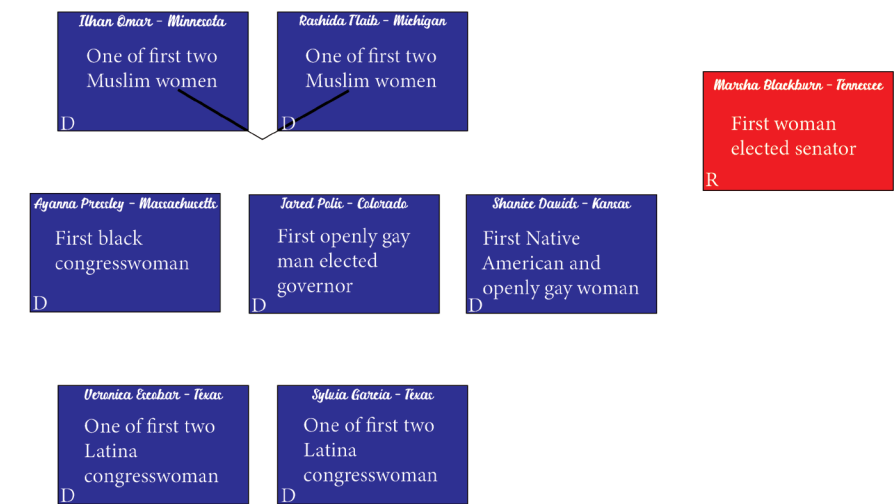 Ilhan Omar - Minnesota
One of first two
Muslim women
D
Rashida Tlaib - Michigan
One of first two
Muslim women
D
Marsha Blackburn - Tennessee
First woman
elected senator
R
Ayanna Pressley - Massachusetts
First black
congresswoman
D
Jared Polis - Colorado
First openly gay
man elected
governor
D
Sharice Davids - Kansas
First Native
American and
openly gay woman
D
Veronica Escobar - Texas
One of first two
Latina
congresswoman
D
Sylvia Garcia - Texas
One of first two
Latina
congresswoman
D